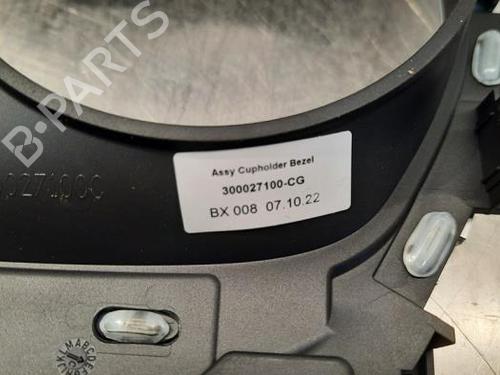 B-PARTS
Assy Cupholder Bezel
300027100-CG
BX 008 07.10.22